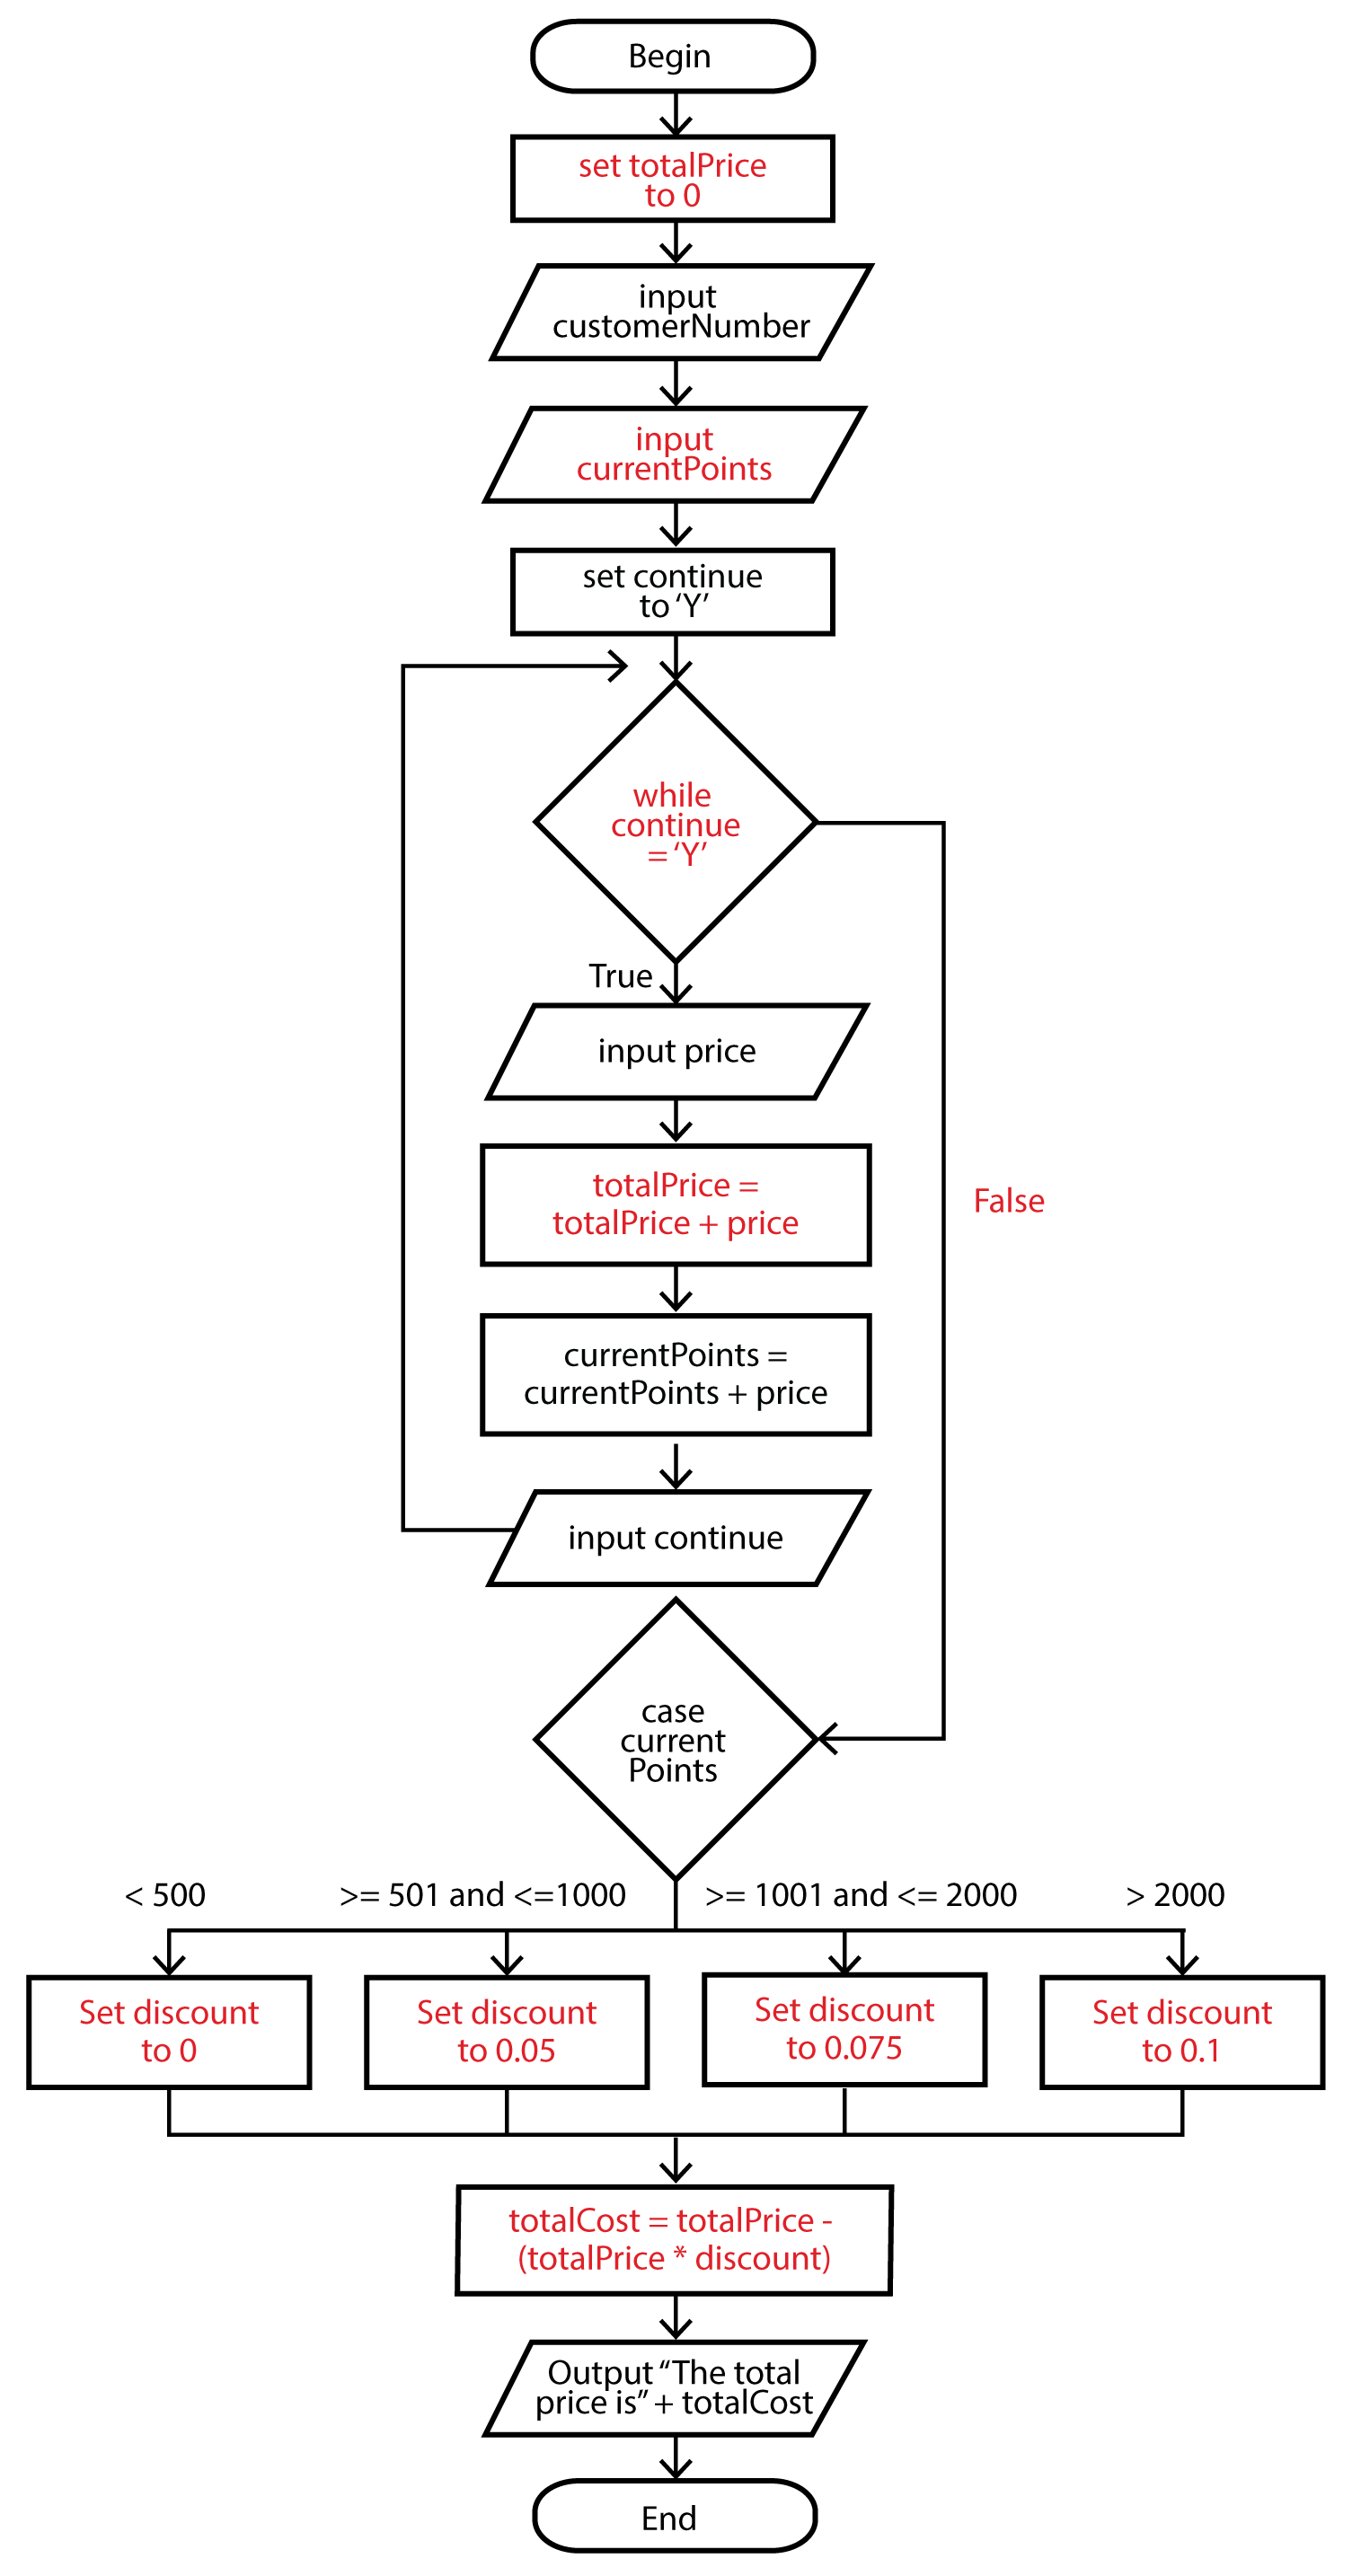 Begin
set totalPrice
to 0
input
customerNumber
input
currentPoints
set continue
to ‘Y’
while
continue
= ‘Y’
True
input price
totalPrice =
totalPrice + price
False
currentPoints =
currentPoints + price
input continue
case
current
Points
< 500
>= 501 and <=1000
>= 1001 and <= 2000
> 2000
Set discount
to 0
Set discount
to 0.05
Set discount
to 0.075
Set discount
to 0.1
totalCost = totalPrice -
(totalPrice * discount)
Output “The total
price is” + totalCost
End